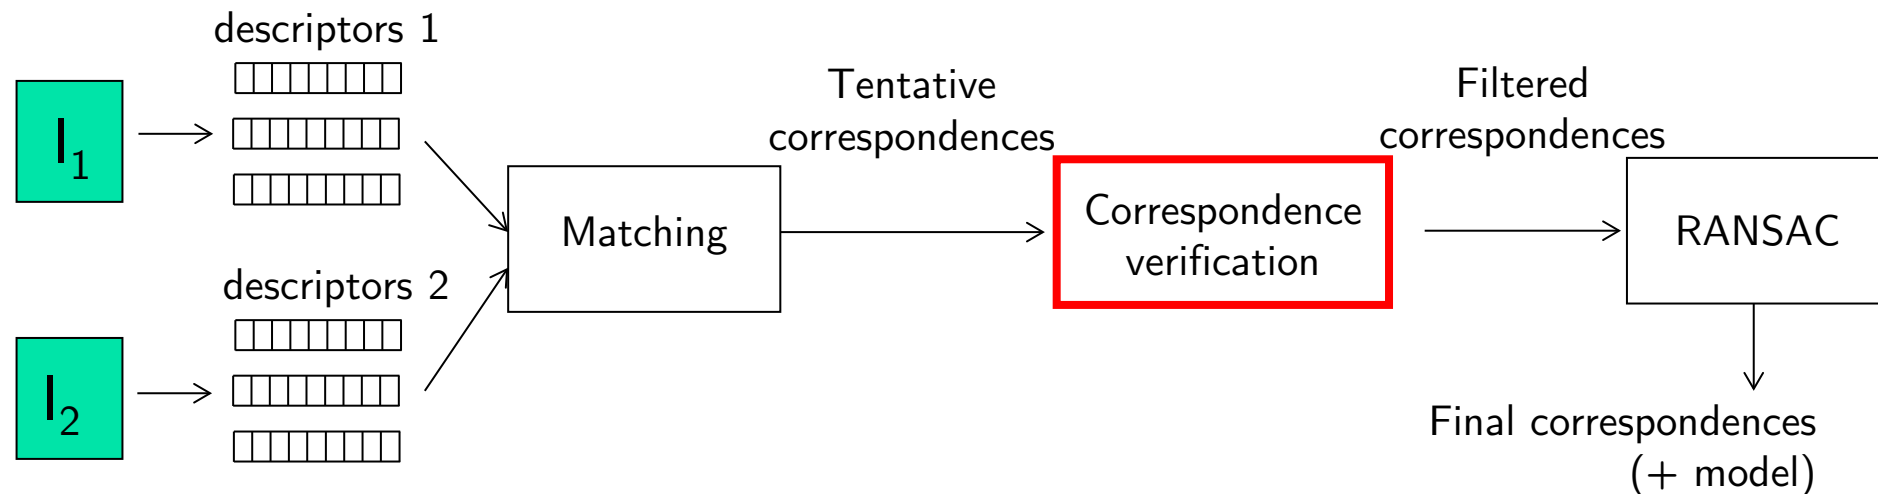 descriptors 1
I1
descriptors 2
I2
Matching
Tentative
correspondences
Correspondence
verification
Filtered
correspondences
RANSAC
Final correspondences
(+ model)